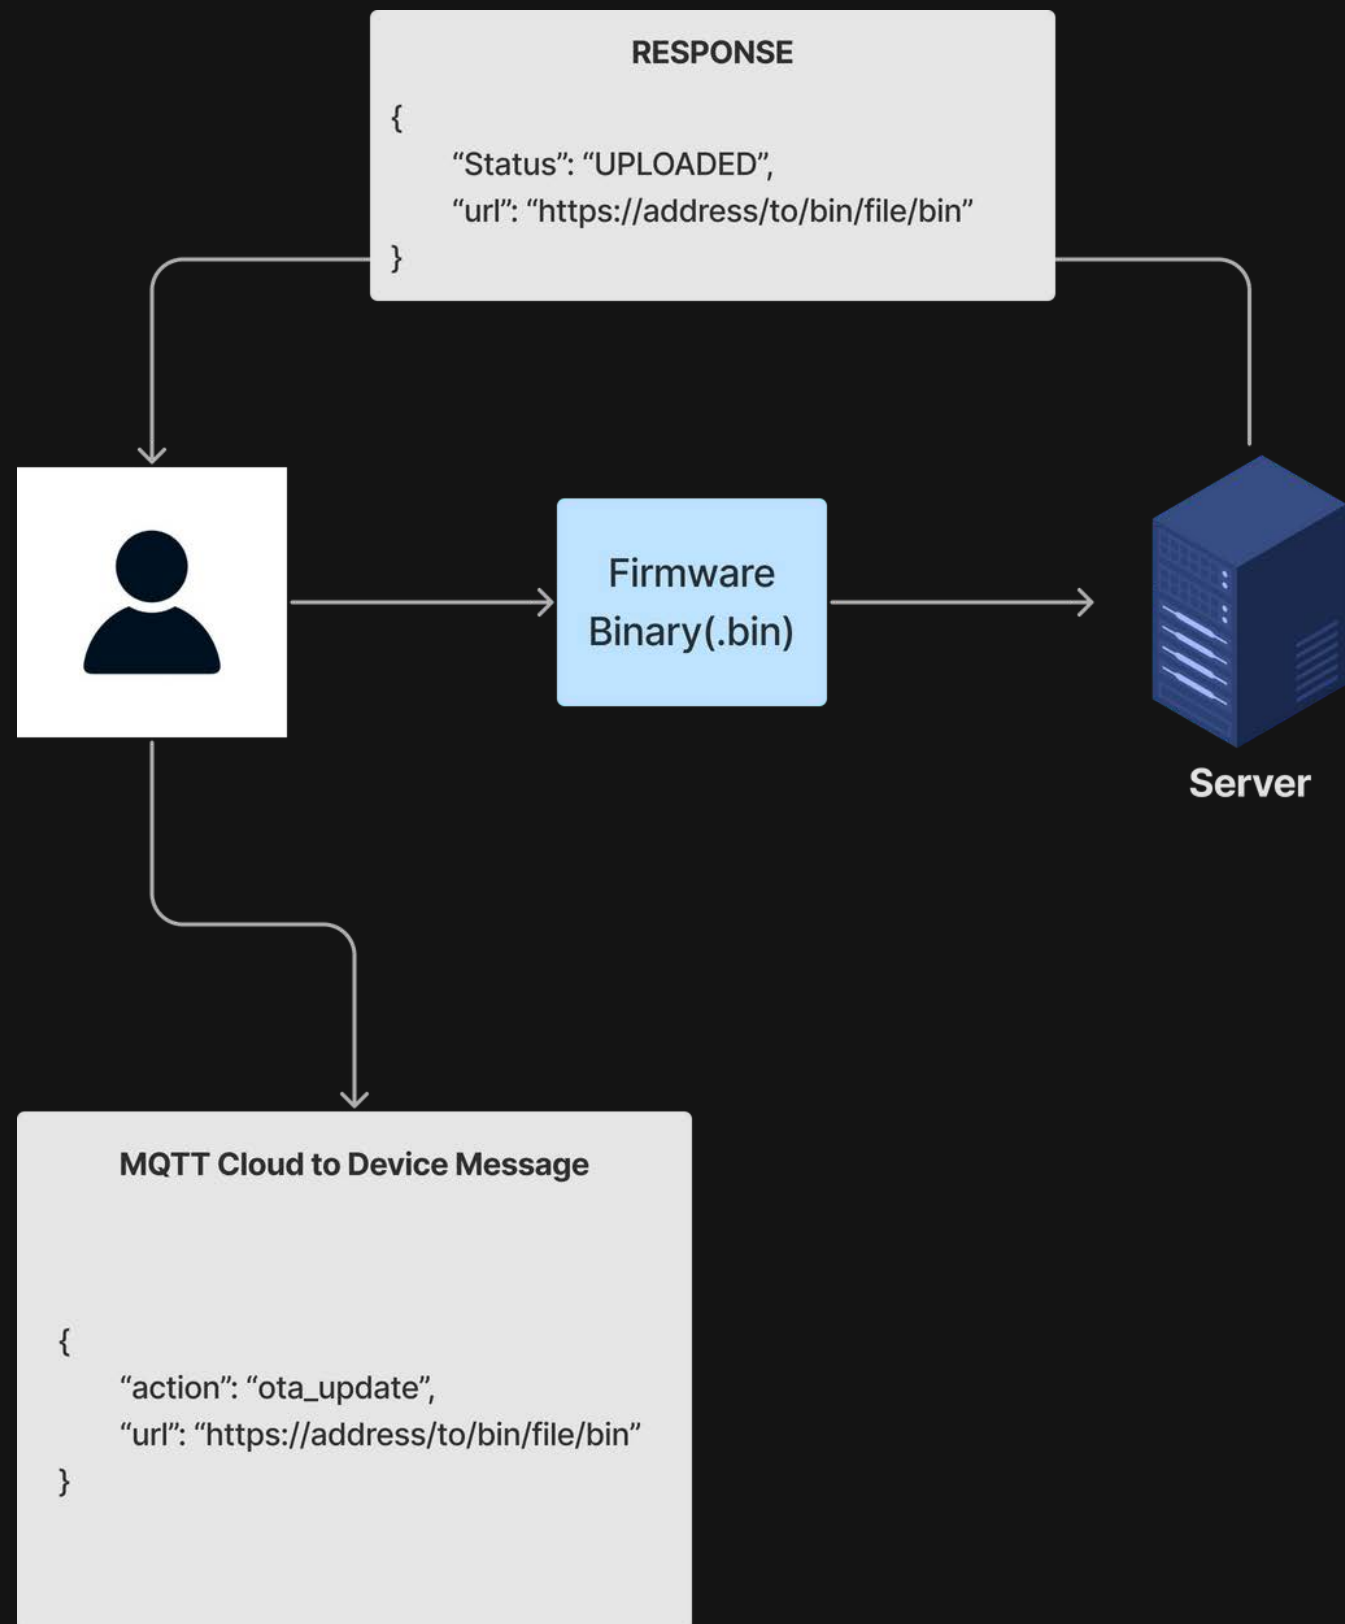 RESPONSE
{
“Status”: “UPLOADED”,
“url”: “https://address/to/bin/file/bin”
}
Firmware
Binary(.bin)
Server
MQTT Cloud to Device Message
{
“action”: “ota_update”,
“url”: “https://address/to/bin/file/bin”
}